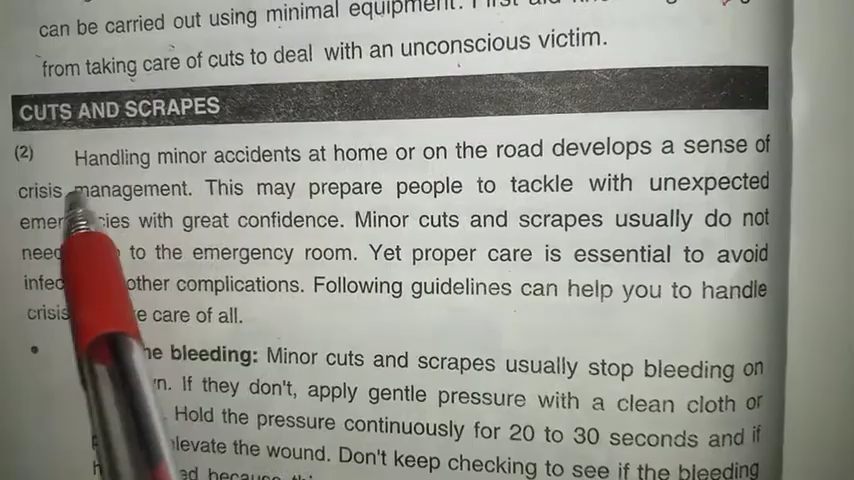 can be carried out using minimal equipment. First aid
from taking care of cuts to deal with an unconscious victim.
CUTS AND SCRAPES
(2) Handling minor accidents at home or on the road develops a sense of
crisis management. This may prepare people to tackle with unexpected
emer cies with great confidence. Minor cuts and scrapes usually do not
need to the emergency room. Yet proper care is essential to avoid
infec other complications. Following guidelines can help you to handle
crisis e care of all.
• he bleeding: Minor cuts and scrapes usually stop bleeding on
n. If they don't, apply gentle pressure with a clean cloth or
Hold the pressure continuously for 20 to 30 seconds and if
elevate the wound. Don't keep checking to see if the bleeding
because